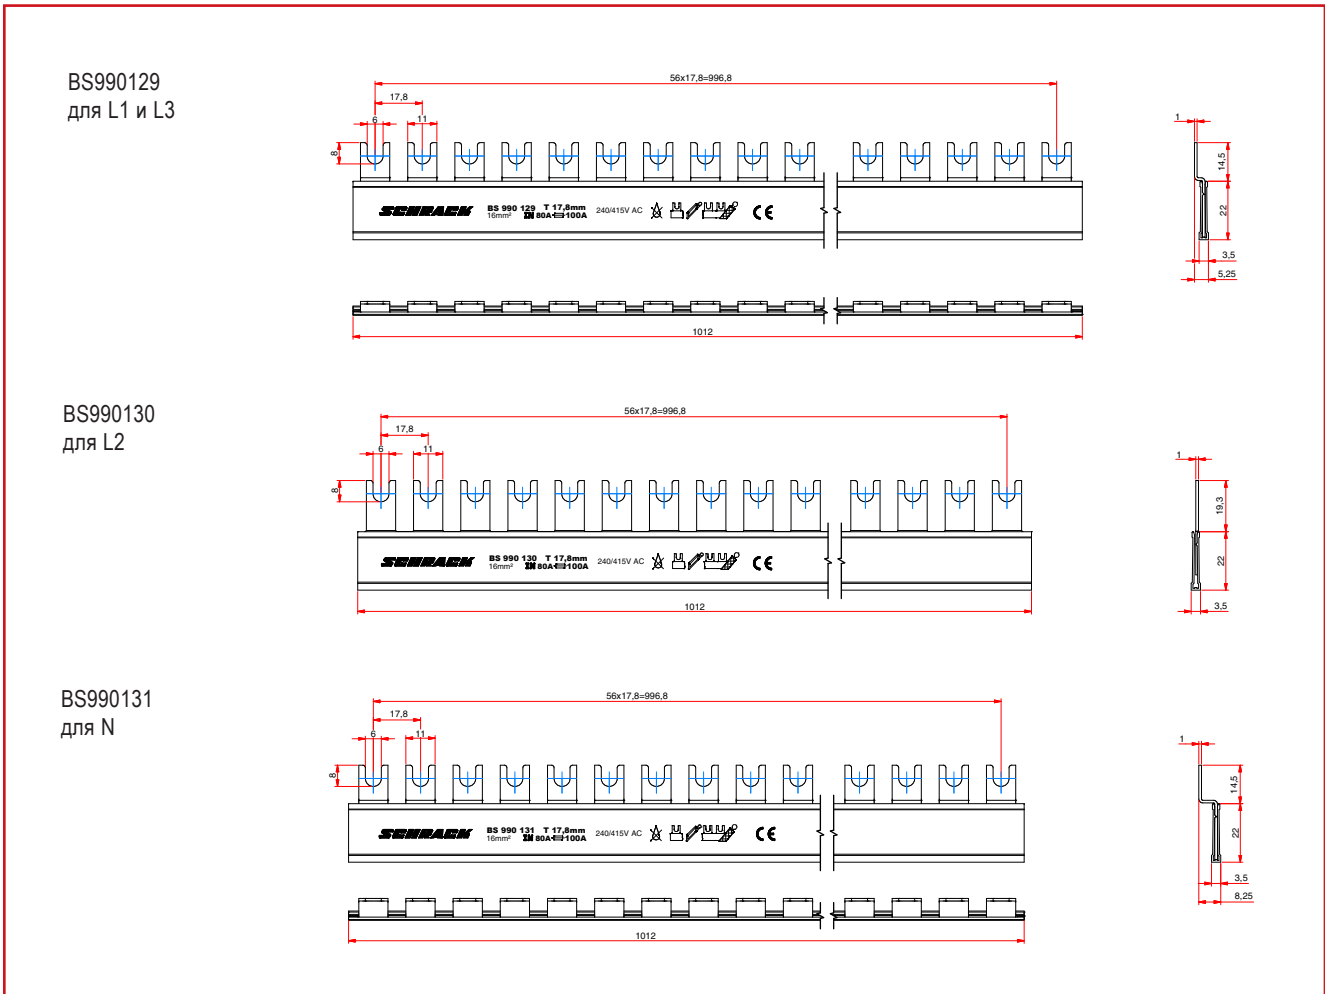 BS990129
для L1 и L3
56x17,8=996,8
17,8
6
11
8
SCHRACK
BS 990 129 T 17,8mm
16mm² 80A 100A
240/415V AC
CE
1012
1
14,5
22
3,5
5,25
BS990130
для L2
56x17,8=996,8
17,8
6
11
8
SCHRACK
BS 990 130 T 17,8mm
16mm² 80A 100A
240/415V AC
CE
1012
1
19,3
22
3,5
BS990131
для N
56x17,8=996,8
17,8
6
11
8
SCHRACK
BS 990 131 T 17,8mm
16mm² 80A 100A
240/415V AC
CE
1012
1
14,5
22
3,5
8,25